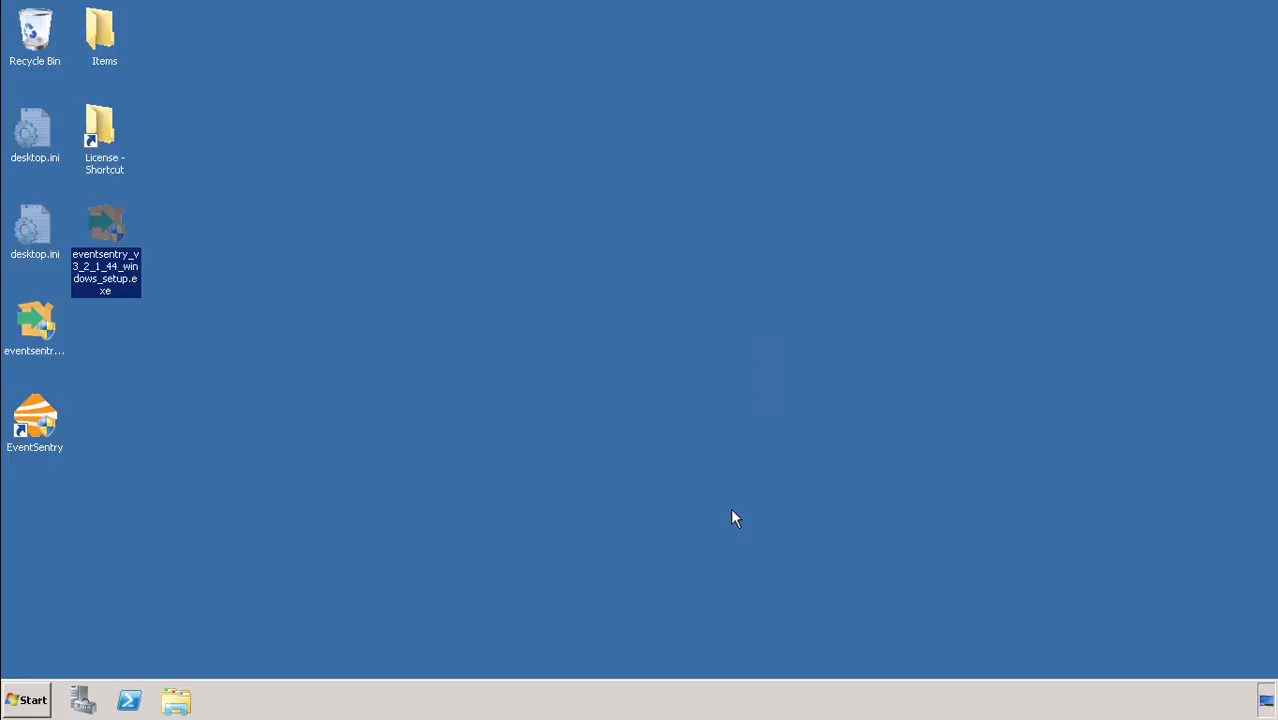 Recycle Bin
Items
desktop.ini
License -
Shortcut
desktop.ini
eventsentry_v
3_2_1_44_win
dows_setup.e
xe
eventsentr...
EventSentry
Start